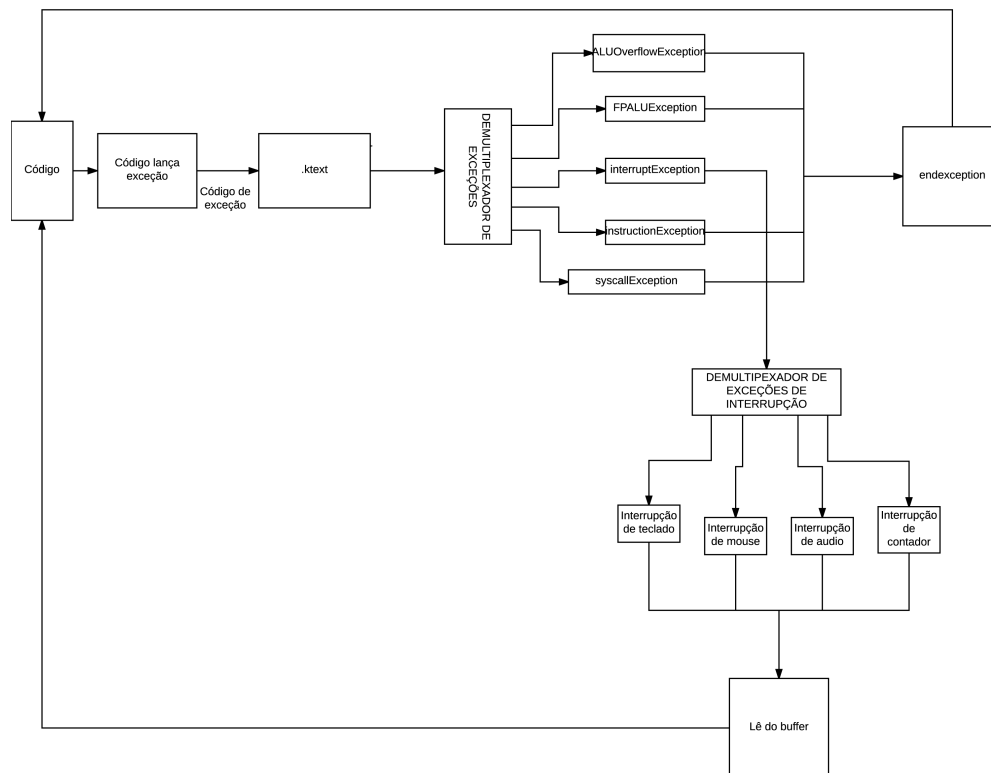 Código
Código lança
exceção
Código de
exceção
.ktext
DEMULTIPLEXADOR DE
EXCEÇÕES
ALUOverflowException
FPALUException
interruptException
instructionException
syscallException
endexception
DEMULTIPEXADOR DE
EXCEÇÕES DE
INTERRUPÇÃO
Interrupção
de teclado
Interrupção
de mouse
Interrupção
de audio
Interrupção
de
contador
Lê do buffer